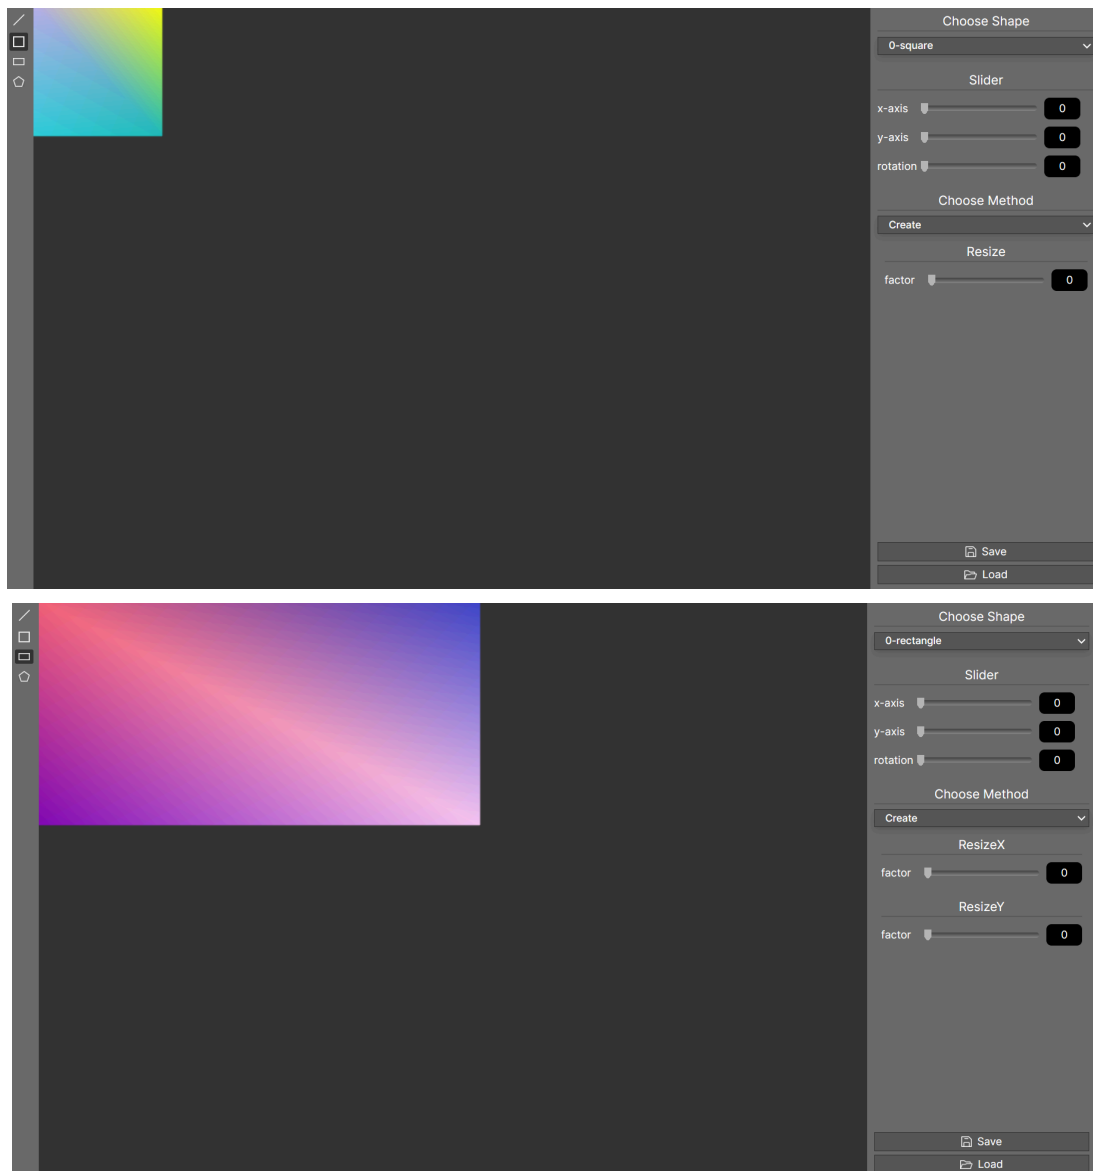 Choose Shape
0-square
Slider
x-axis 0
y-axis 0
rotation 0
Choose Method
Create
Resize
factor 0
Save
Load
Choose Shape
0-rectangle
Slider
x-axis 0
y-axis 0
rotation 0
Choose Method
Create
ResizeX
factor 0
ResizeY
factor 0
Save
Load